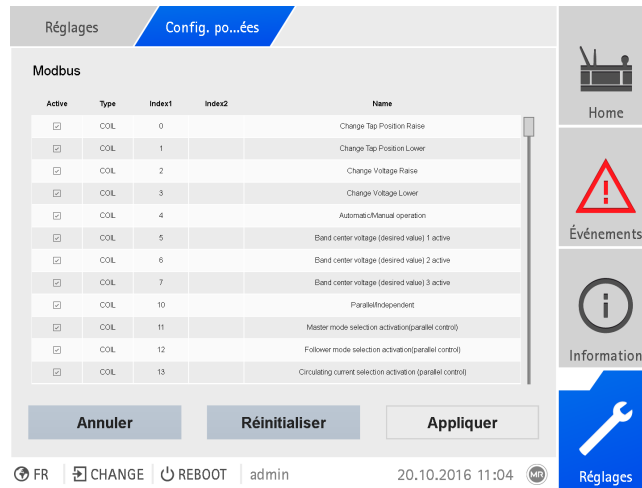 Réglages
Config. po...ées
Modbus
Active Type Index1 Index2 Name
COIL 0 Change Tap Position Raise
COIL 1 Change Tap Position Lower
COIL 2 Change Voltage Raise
COIL 3 Change Voltage Lower
COIL 4 Automatic/Manual operation
COIL 5 Band center voltage (desired value) 1 active
COIL 6 Band center voltage (desired value) 2 active
COIL 7 Band center voltage (desired value) 3 active
COIL 10 Parallel/Independent
COIL 11 Master mode selection activation(parallel control)
COIL 12 Follower mode selection activation(parallel control)
COIL 13 Circulating current selection activation (parallel control)
Annuler Réinitialiser Appliquer
FR CHANGE REBOOT admin 20.10.2016 11:04 MR
Home
Événements
Information
Réglages